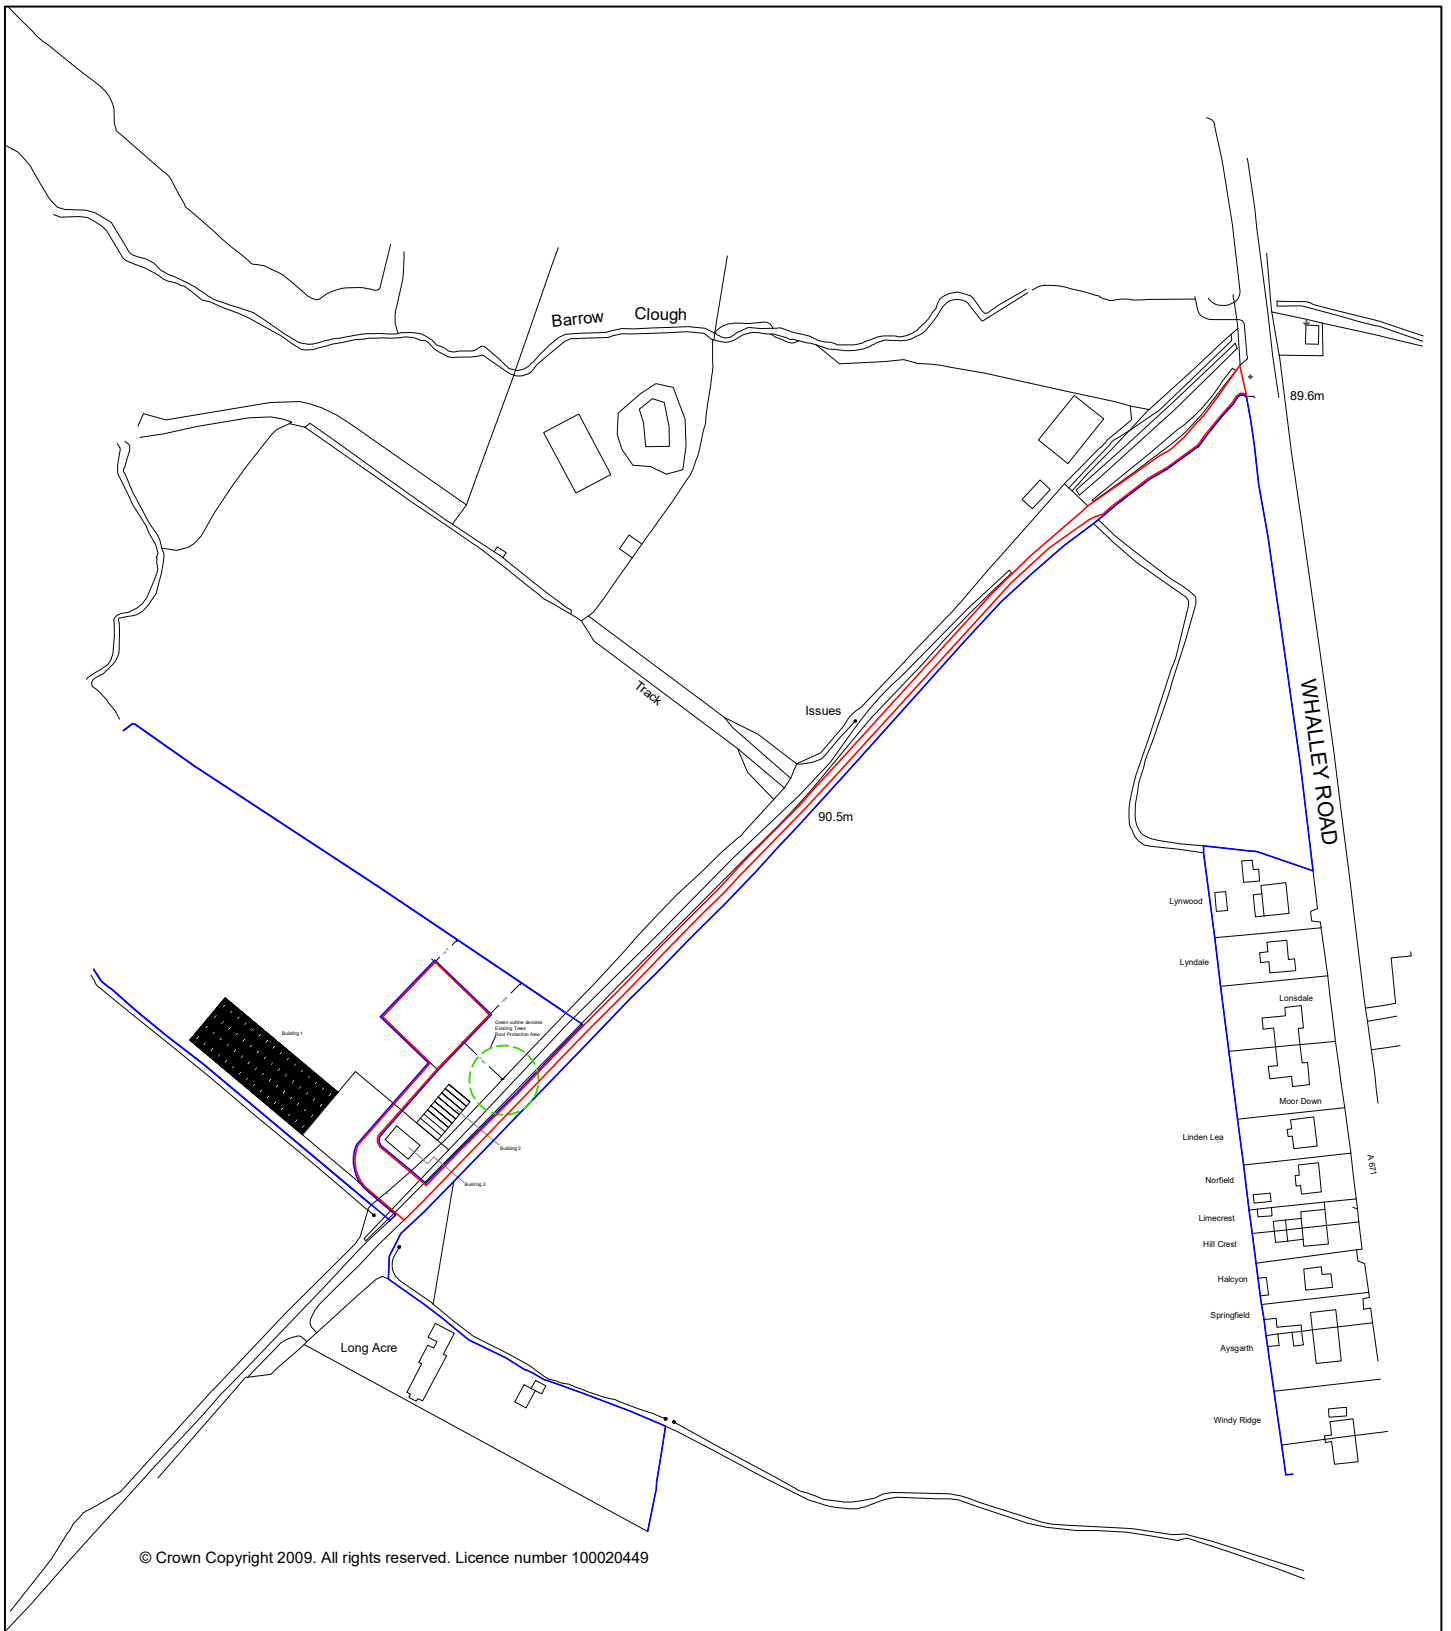 Barrow Clough
89.6m
Track
Issues
WHALLEY ROAD
90.5m
Lynwood
Lyndale
Lonsdale
Building 1
Green outline denotes
Existing Trees
Root Protection Area
Moor Down
Linden Lea
Building 3
A 671
Norfield
Building 2
Limecrest
Hill Crest
Halcyon
Springfield
Long Acre
Aysgarth
Windy Ridge
© Crown Copyright 2009. All rights reserved. Licence number 100020449